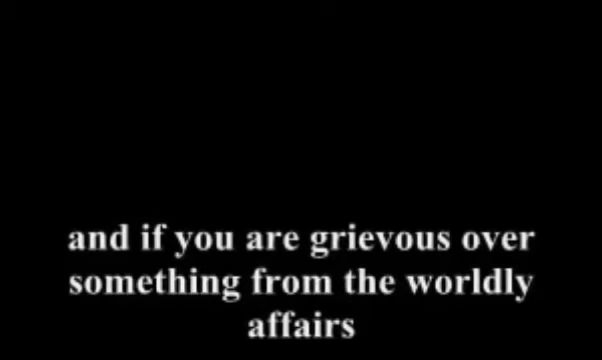 and if you are grievous over
something from the worldly
affairs